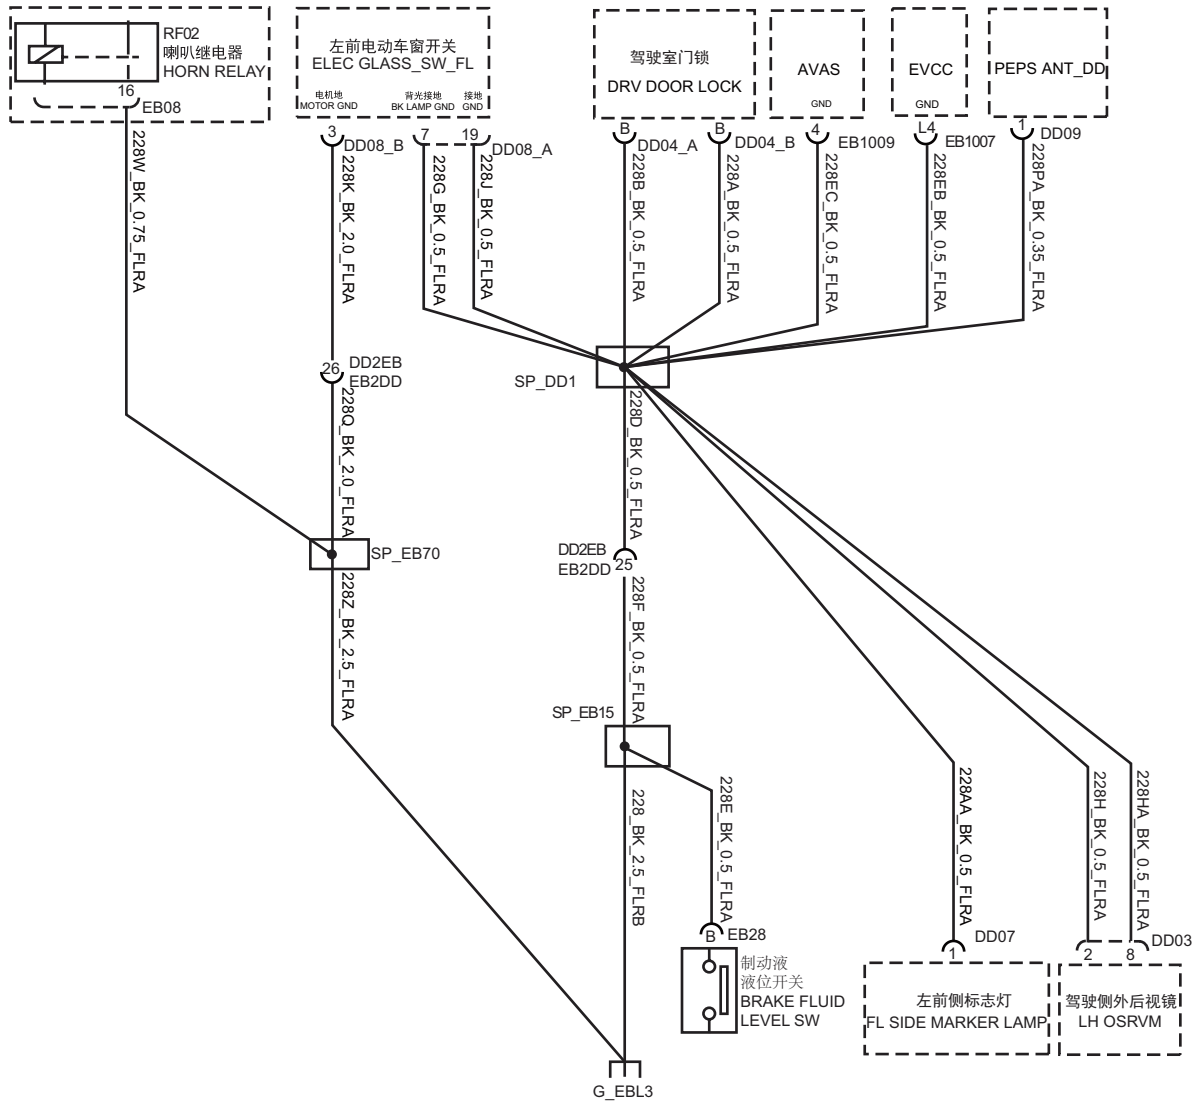 RF02
喇叭继电器
HORN RELAY
16
EB08
左前电动车窗开关
ELEC GLASS_SW_FL
电机地
MOTOR GND
背光接地
BK LAMP GND
接地
GND
3
DD08_B
7
19
DD08_A
驾驶室门锁
DRV DOOR LOCK
B
DD04_A
B
DD04_B
AVAS
GND
4
EB1009
EVCC
GND
L4
EB1007
PEPS ANT_DD
1
DD09
228W_BK_0.75_FLRA
228K_BK_2.0_FLRA
228G_BK_0.5_FLRA
228J_BK_0.5_FLRA
228B_BK_0.5_FLRA
228A_BK_0.5_FLRA
228EC_BK_0.5_FLRA
228EB_BK_0.5_FLRA
228PA_BK_0.35_FLRA
26
DD2EB
EB2DD
SP_DD1
228Q_BK_2.0_FLRA
228D_BK_0.5_FLRA
SP_EB70
DD2EB
EB2DD
25
228Z_BK_2.5_FLRA
228F_BK_0.5_FLRA
SP_EB15
228_BK_2.5_FLRB
228E_BK_0.5_FLRA
228AA_BK_0.5_FLRA
228H_BK_0.5_FLRA
228HA_BK_0.5_FLRA
B
EB28
制动液
液位开关
BRAKE FLUID
LEVEL SW
DD07
1
左前侧标志灯
FL SIDE MARKER LAMP
2
8
DD03
驾驶侧外后视镜
LH OSRVM
G_EBL3